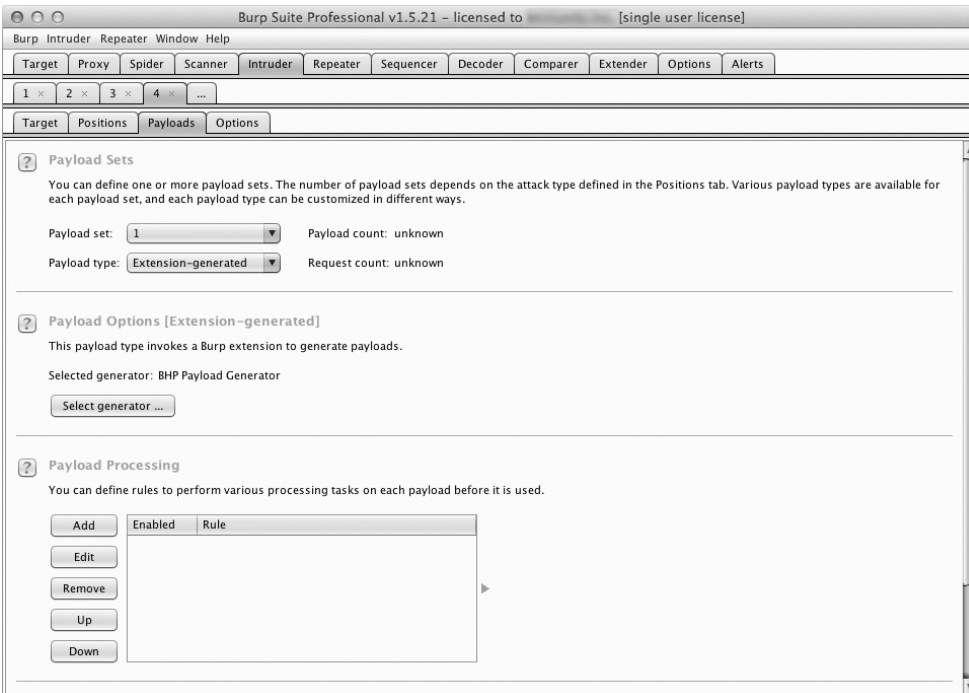 Burp Suite Professional v1.5.21 – licensed to [single user license]
Burp Intruder Repeater Window Help
Target Proxy Spider Scanner Intruder Repeater Sequencer Decoder Comparer Extender Options Alerts
1 × 2 × 3 × 4 × ...
Target Positions Payloads Options
? Payload Sets
You can define one or more payload sets. The number of payload sets depends on the attack type defined in the Positions tab. Various payload types are available for
each payload set, and each payload type can be customized in different ways.
Payload set: 1 Payload count: unknown
Payload type: Extension-generated Request count: unknown
? Payload Options [Extension-generated]
This payload type invokes a Burp extension to generate payloads.
Selected generator: BHP Payload Generator
Select generator ...
? Payload Processing
You can define rules to perform various processing tasks on each payload before it is used.
Add Enabled Rule
Edit
Remove
Up
Down